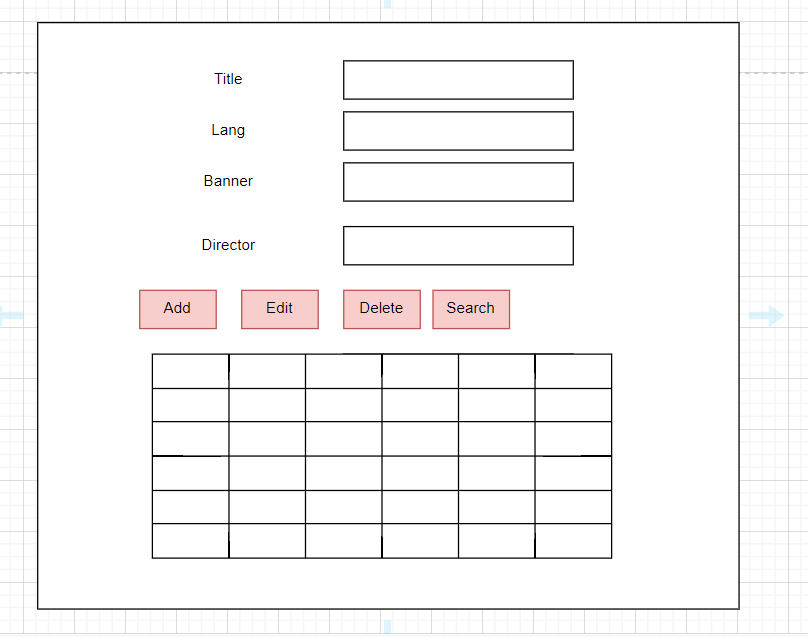 Title
Lang
Banner
Director
Add Edit Delete Search